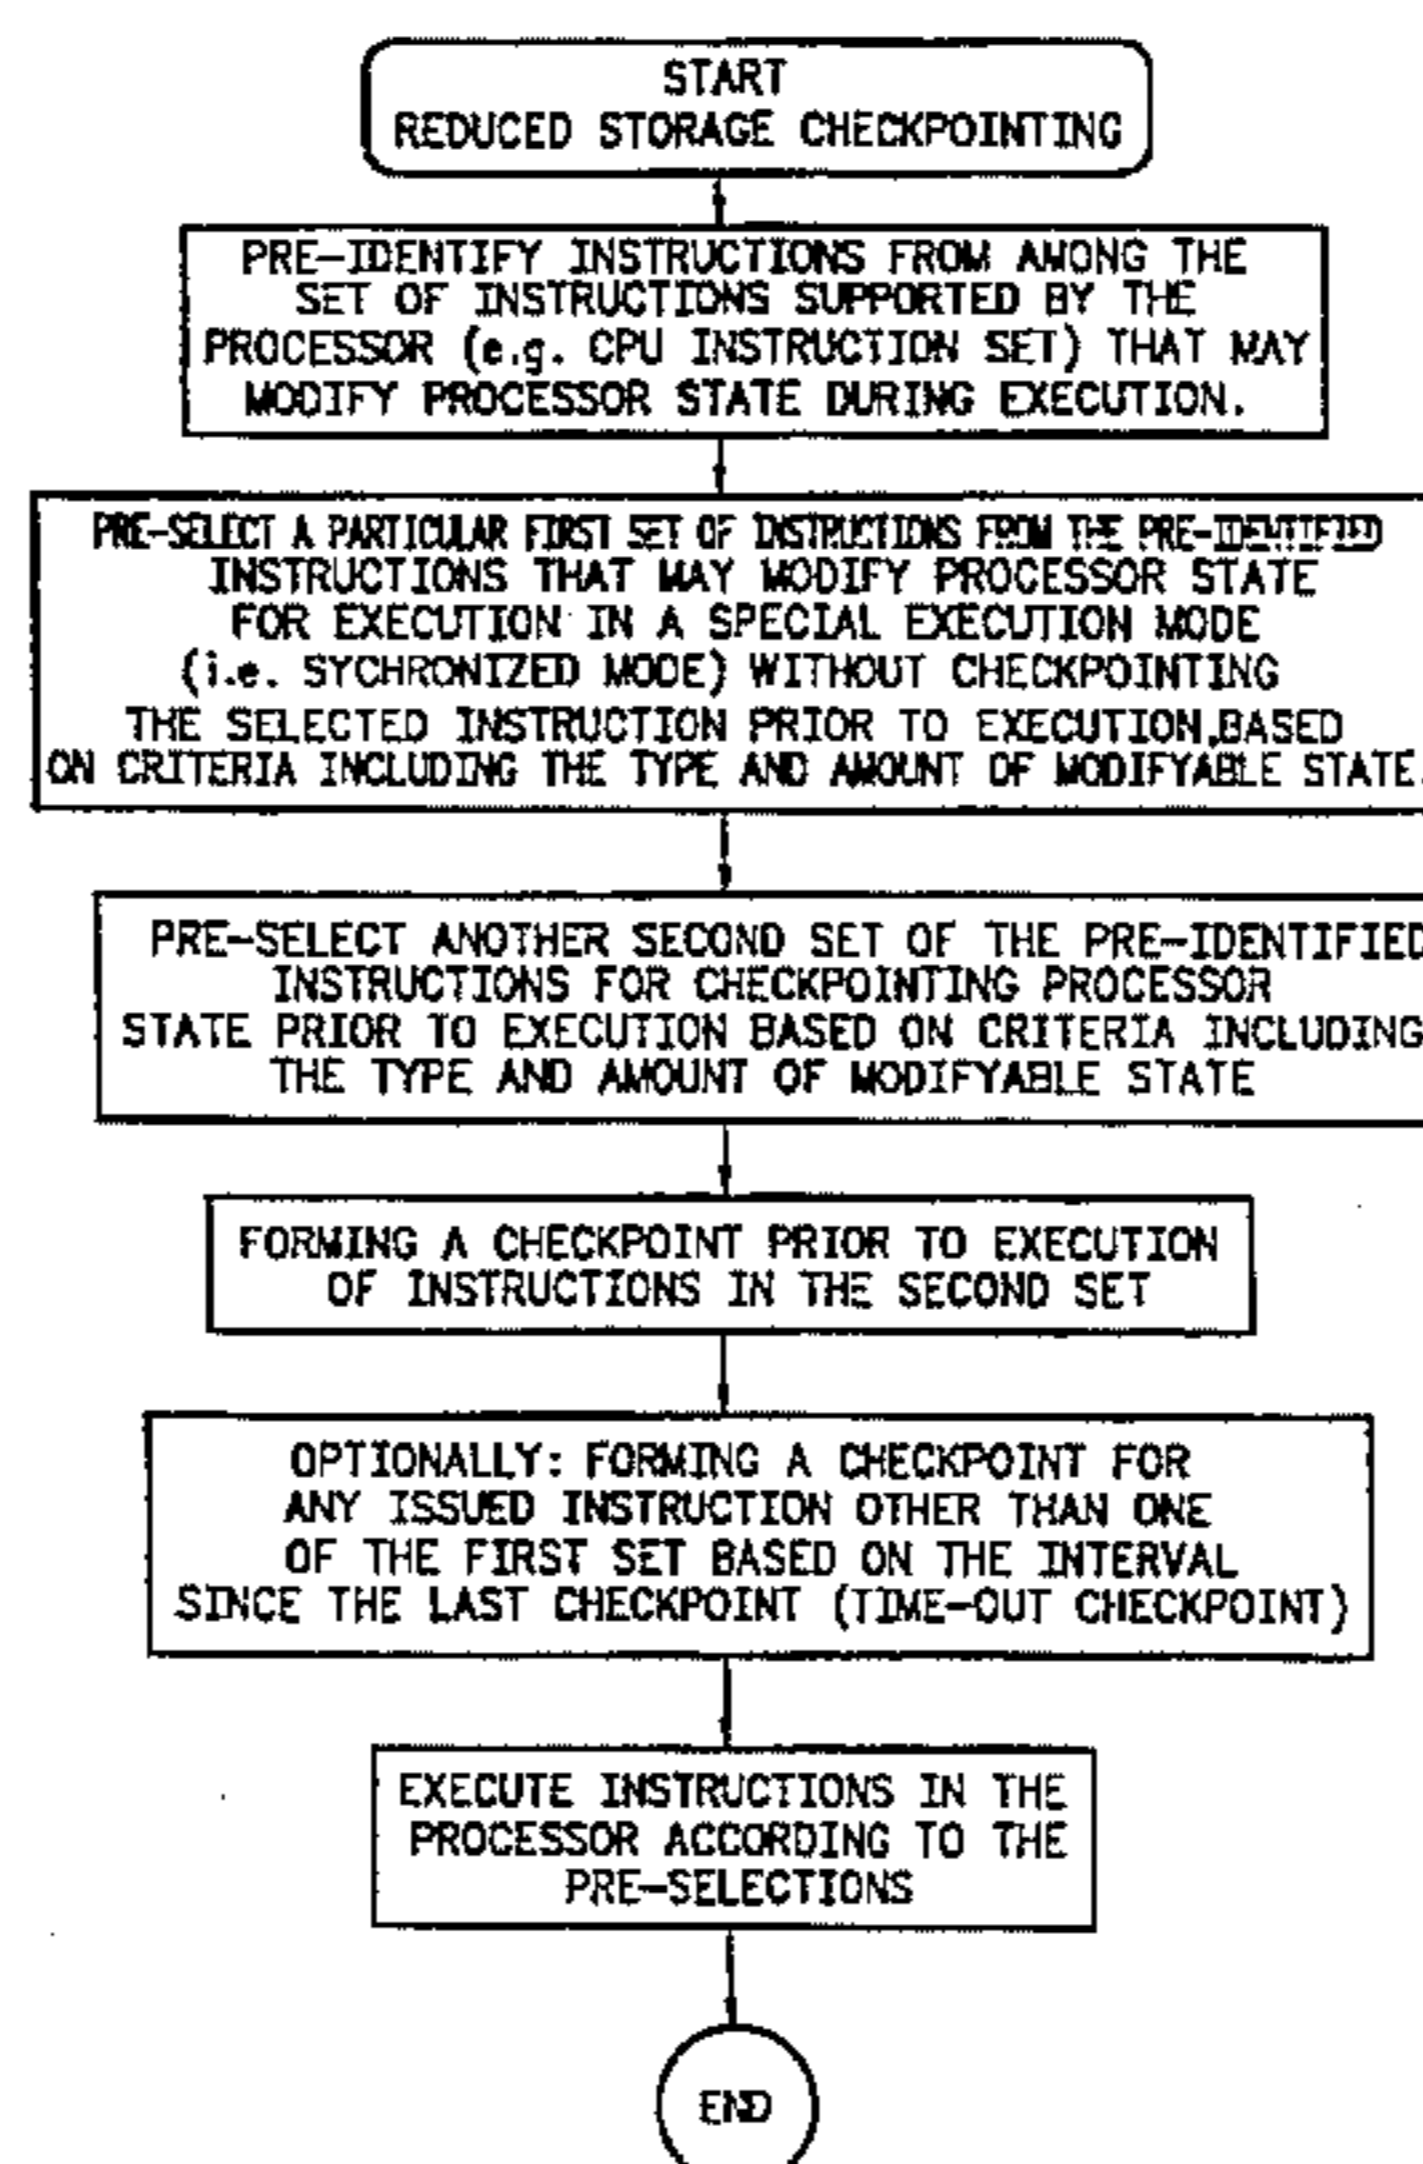 START
REDUCED STORAGE CHECKPOINTING
PRE-IDENTIFY INSTRUCTIONS FROM AMONG THE
SET OF INSTRUCTIONS SUPPORTED BY THE
PROCESSOR (e.g. CPU INSTRUCTION SET) THAT MAY
MODIFY PROCESSOR STATE DURING EXECUTION.
PRE-SELECT A PARTICULAR FIRST SET OF INSTRUCTIONS FROM THE PRE-IDENTIFIED
INSTRUCTIONS THAT MAY MODIFY PROCESSOR STATE
FOR EXECUTION IN A SPECIAL EXECUTION MODE
(i.e. SYCHRONIZED MODE) WITHOUT CHECKPOINTING
THE SELECTED INSTRUCTION PRIOR TO EXECUTION,BASED
ON CRITERIA INCLUDING THE TYPE AND AMOUNT OF MODIFYABLE STATE.
PRE-SELECT ANOTHER SECOND SET OF THE PRE-IDENTIFIED
INSTRUCTIONS FOR CHECKPOINTING PROCESSOR
STATE PRIOR TO EXECUTION BASED ON CRITERIA INCLUDING
THE TYPE AND AMOUNT OF MODIFYABLE STATE
FORMING A CHECKPOINT PRIOR TO EXECUTION
OF INSTRUCTIONS IN THE SECOND SET
OPTIONALLY: FORMING A CHECKPOINT FOR
ANY ISSUED INSTRUCTION OTHER THAN ONE
OF THE FIRST SET BASED ON THE INTERVAL
SINCE THE LAST CHECKPOINT (TIME-OUT CHECKPOINT)
EXECUTE INSTRUCTIONS IN THE
PROCESSOR ACCORDING TO THE
PRE-SELECTIONS
END